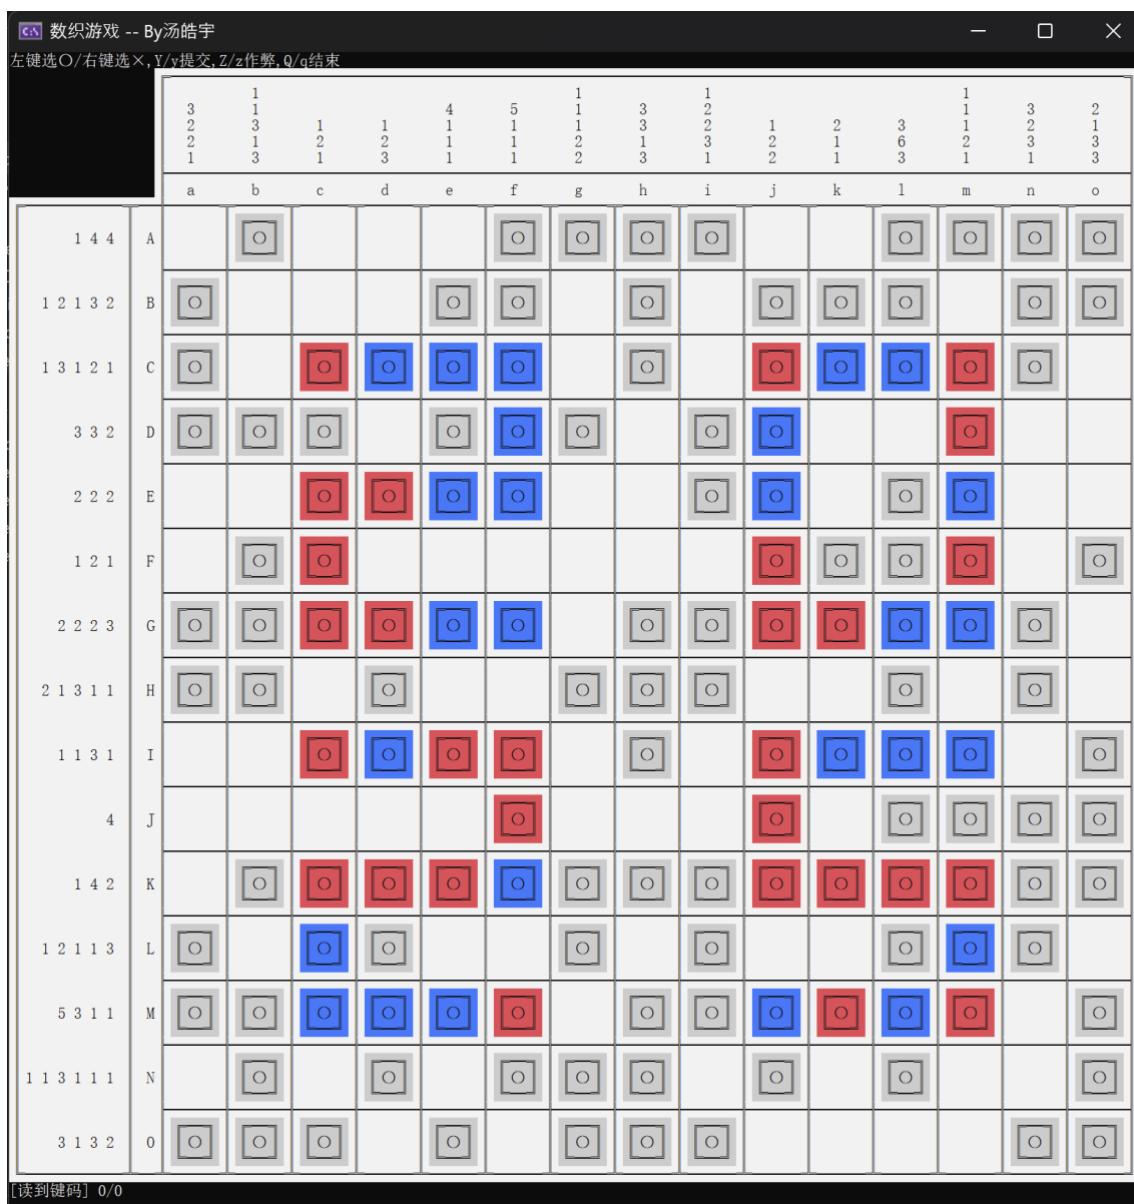 数织游戏 -- By汤皓宇
左键选○/右键选×,Y/y提交,Z/z作弊,Q/q结束
1 1 1 1
3 1 4 5 1 3 2 1 3 2
2 3 1 1 1 1 1 3 2 1 2 3 1 2 1
2 1 2 2 1 1 2 1 3 2 1 6 2 3 3
1 3 1 3 1 1 2 3 1 2 1 3 1 1 3
a b c d e f g h i j k l m n o
1 4 4 A ○ ○ ○ ○ ○ ○ ○ ○ ○
1 2 1 3 2 B ○ ○ ○ ○ ○ ○ ○ ○ ○
1 3 1 2 1 C ○ ○ ○ ○ ○ ○ ○ ○ ○ ○ ○
3 3 2 D ○ ○ ○ ○ ○ ○ ○ ○ ○
2 2 2 E ○ ○ ○ ○ ○ ○ ○ ○
1 2 1 F ○ ○ ○ ○ ○ ○ ○
2 2 2 3 G ○ ○ ○ ○ ○ ○ ○ ○ ○ ○ ○ ○ ○
2 1 3 1 1 H ○ ○ ○ ○ ○ ○ ○ ○
1 1 3 1 I ○ ○ ○ ○ ○ ○ ○ ○ ○ ○
4 J ○ ○ ○ ○ ○ ○
1 4 2 K ○ ○ ○ ○ ○ ○ ○ ○ ○ ○ ○ ○ ○ ○
1 2 1 1 3 L ○ ○ ○ ○ ○ ○ ○ ○
5 3 1 1 M ○ ○ ○ ○ ○ ○ ○ ○ ○ ○ ○ ○ ○
1 1 3 1 1 1 N ○ ○ ○ ○ ○ ○ ○ ○
3 1 3 2 O ○ ○ ○ ○ ○ ○ ○ ○ ○
[读到键码] 0/0